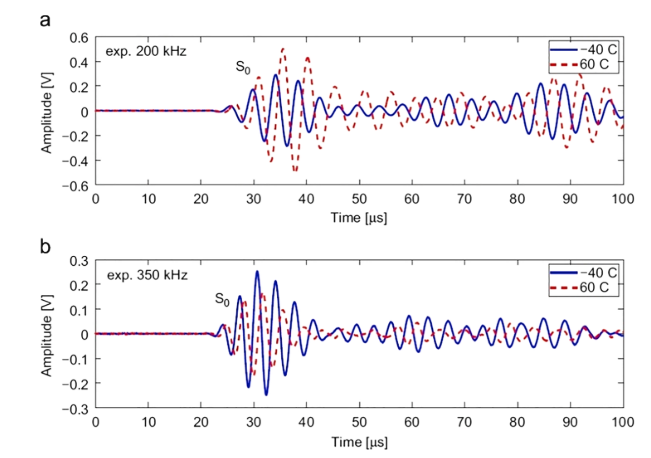 a
exp. 200 kHz
S0
−40 C
60 C
Amplitude [V]
0.6
0.4
0.2
0
−0.2
−0.4
−0.6
0 10 20 30 40 50 60 70 80 90 100
Time [µs]
b
exp. 350 kHz
S0
−40 C
60 C
Amplitude [V]
0.3
0.2
0.1
0
−0.1
−0.2
−0.3
0 10 20 30 40 50 60 70 80 90 100
Time [µs]